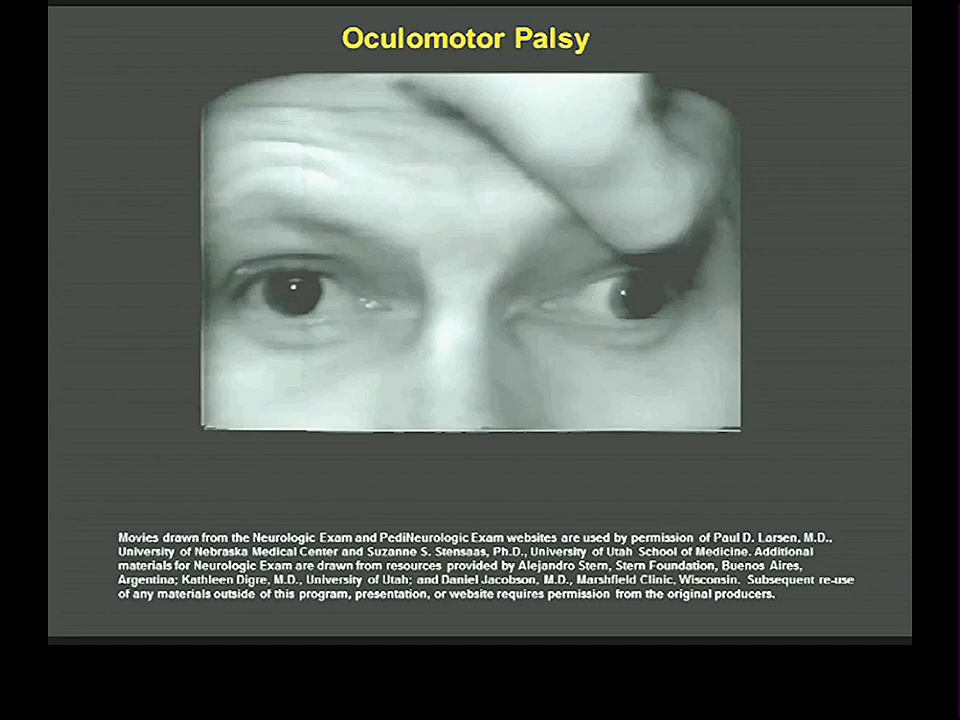 Oculomotor Palsy
Movies drawn from the Neurologic Exam and PediNeurologic Exam websites are used by permission of Paul D. Larsen, M.D.,
University of Nebraska Medical Center and Suzanne S. Stensaas, Ph.D., University of Utah School of Medicine. Additional
materials for Neurologic Exam are drawn from resources provided by Alejandro Stern, Stern Foundation, Buenos Aires,
Argentina; Kathleen Digre, M.D., University of Utah; and Daniel Jacobson, M.D., Marshfield Clinic, Wisconsin. Subsequent re-use
of any materials outside of this program, presentation, or website requires permission from the original producers.